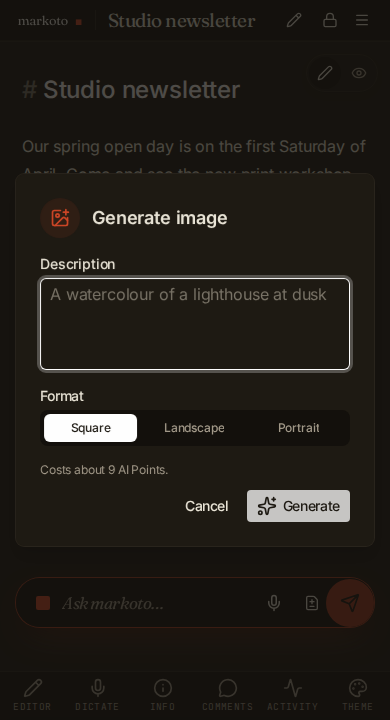 markoto
Studio newsletter
# Studio newsletter
Our spring open day is on the first Saturday of
April. Come and see the new print workshop
Generate image
Description
A watercolour of a lighthouse at dusk
Format
Square Landscape Portrait
Costs about 9 AI Points.
Cancel Generate
Ask markoto...
EDITOR DICTATE INFO COMMENTS ACTIVITY THEME